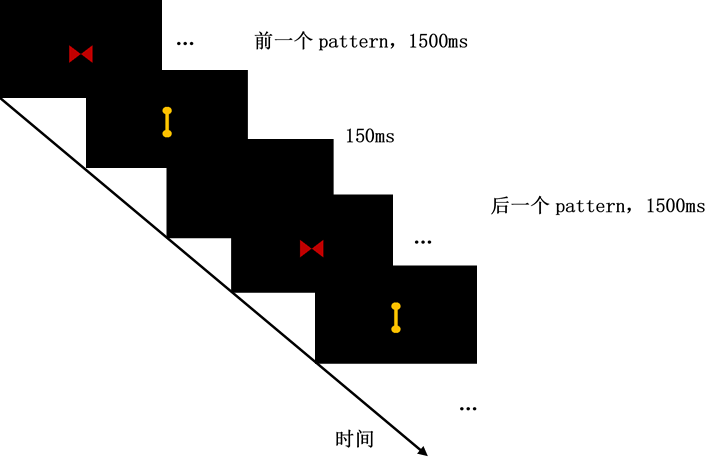 ... 前一个 pattern，1500ms
150ms
后一个 pattern，1500ms
...
...
时间